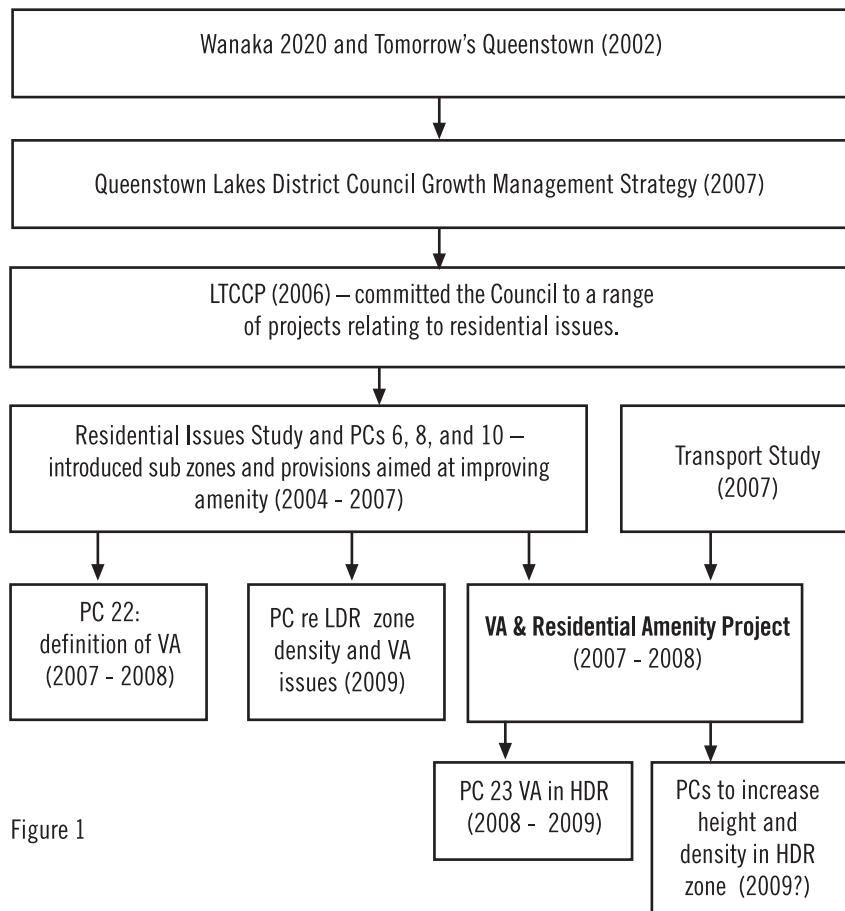 Wanaka 2020 and Tomorrow's Queenstown (2002)
Queenstown Lakes District Council Growth Management Strategy (2007)
LTCCP (2006) – committed the Council to a range
of projects relating to residential issues.
Residential Issues Study and PCs 6, 8, and 10 –
introduced sub zones and provisions aimed at improving
amenity (2004 - 2007)
Transport Study
(2007)
PC 22:
definition of VA
(2007 - 2008)
PC re LDR zone
density and VA
issues (2009)
VA & Residential Amenity Project
(2007 - 2008)
PC 23 VA in HDR
(2008 - 2009)
PCs to increase
height and
density in HDR
zone (2009?)
Figure 1